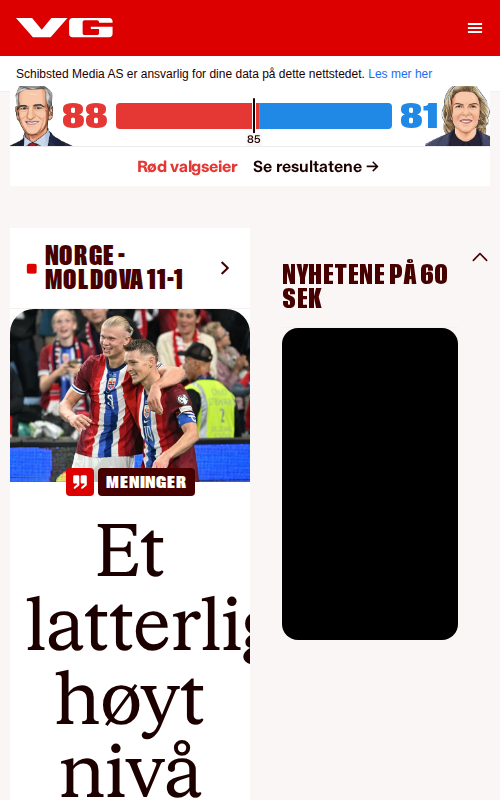 VG
Schibsted Media AS er ansvarlig for dine data på dette nettstedet. Les mer her
88
81
85
Rød valgseier Se resultatene →
NORGE -
MOLDOVA 11-1
NYHETENE PÅ 60
SEK
MENINGER
Et
latterlig
høyt
nivå